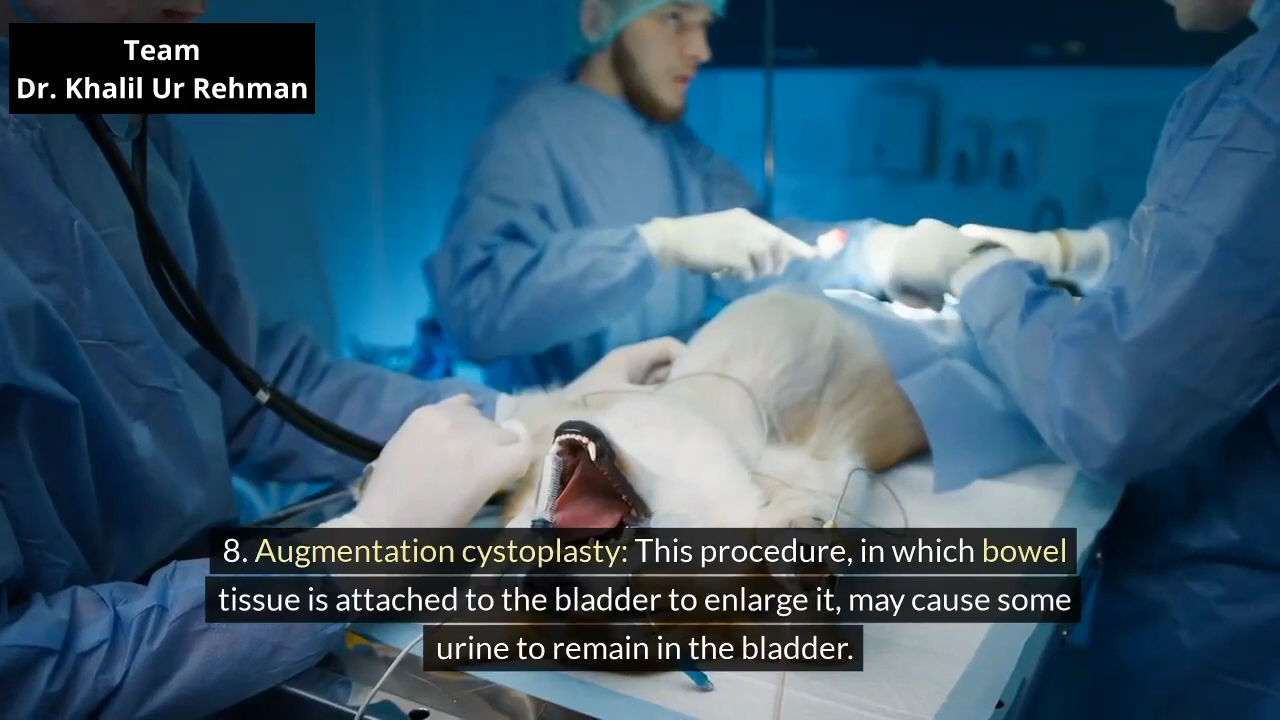 Team
Dr. Khalil Ur Rehman
8. Augmentation cystoplasty: This procedure, in which bowel
tissue is attached to the bladder to enlarge it, may cause some
urine to remain in the bladder.